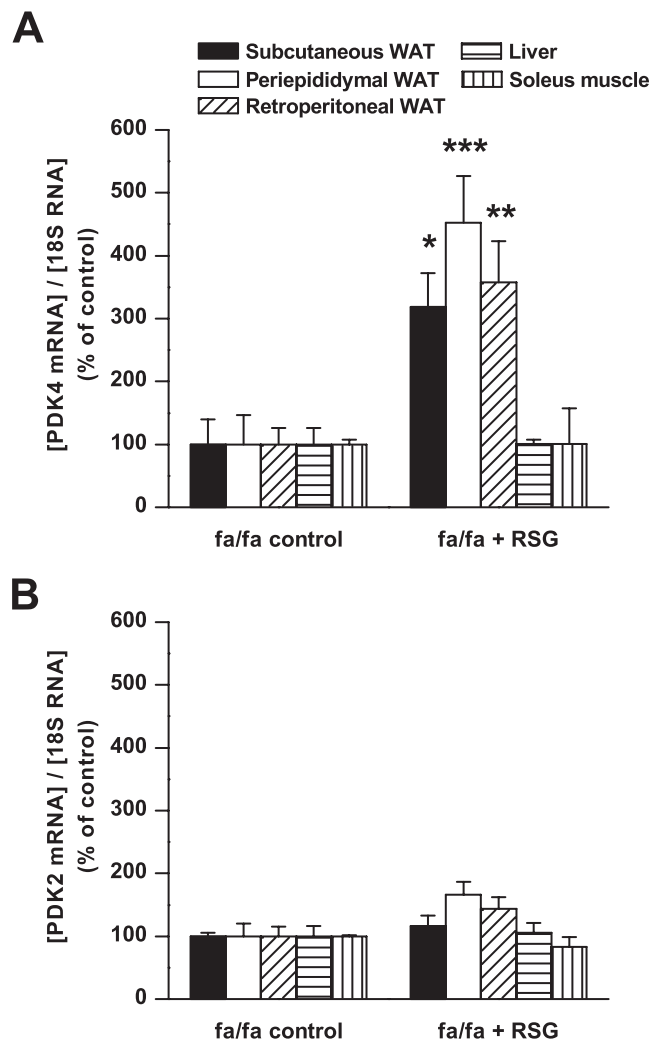 A
Subcutaneous WAT
Liver
Periepididymal WAT
Soleus muscle
Retroperitoneal WAT
[PDK4 mRNA] / [18S RNA]
(% of control)
600
500
400
300
200
100
0
***
**
*
fa/fa control
fa/fa + RSG
B
[PDK2 mRNA] / [18S RNA]
(% of control)
600
500
400
300
200
100
0
fa/fa control
fa/fa + RSG